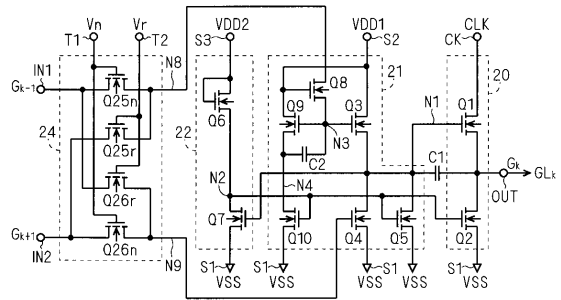 Vn Vr VDD2 VDD1 CLK
T1 T2 S3 S2 CK
IN1 N8 21 20
Gk-1 Q25n Q8
Q6 Q9 Q3 N1 Q1
24 Q25r 22 N3
C2 C1 Gk GLk
N2 N4 OUT
Q26r
Q7 Q10 Q4 Q5 Q2
Gk+1
IN2 Q26n N9
S1 S1 S1 S1 S1
VSS VSS VSS VSS VSS